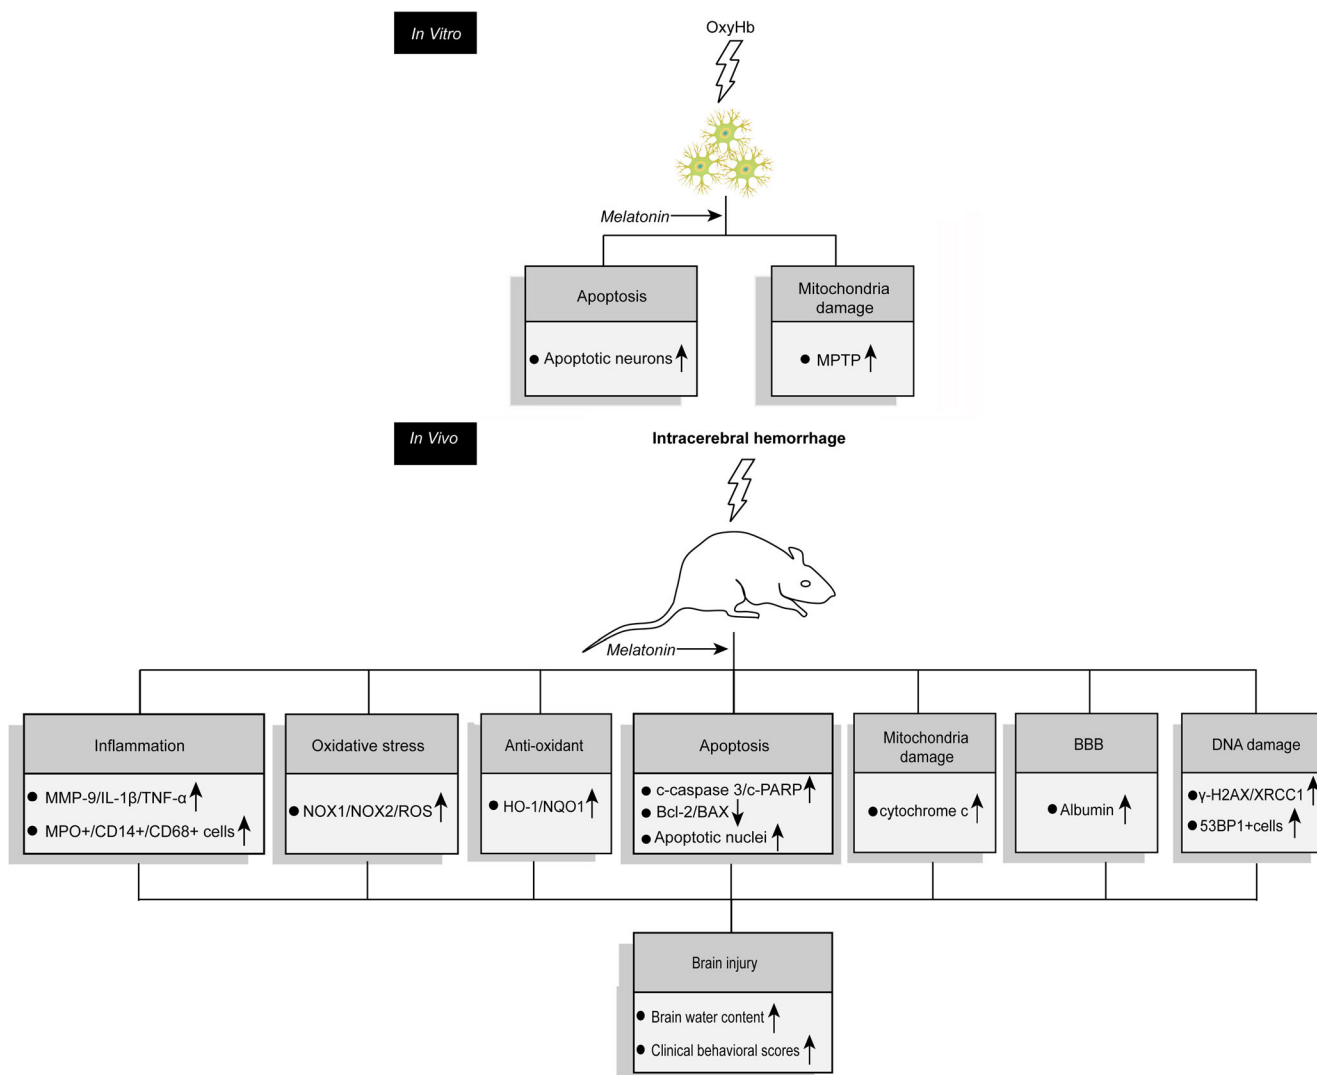 In Vitro
OxyHb
Melatonin
Apoptosis
● Apoptotic neurons ↑
Mitochondria
damage
● MPTP ↑
In Vivo
Intracerebral hemorrhage
Melatonin
Inflammation
● MMP-9/IL-1β/TNF-α ↑
● MPO+/CD14+/CD68+ cells ↑
Oxidative stress
● NOX1/NOX2/ROS ↑
Anti-oxidant
● HO-1/NQO1 ↑
Apoptosis
● c-caspase 3/c-PARP ↑
● Bcl-2/BAX ↓
● Apoptotic nuclei ↑
Mitochondria
damage
● cytochrome c ↑
BBB
● Albumin ↑
DNA damage
● γ-H2AX/XRCC1 ↑
● 53BP1+cells ↑
Brain injury
● Brain water content ↑
● Clinical behavioral scores ↑